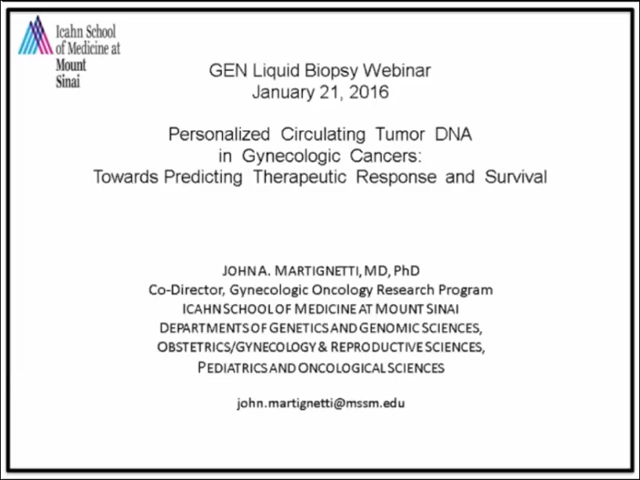 Icahn School
of Medicine at
Mount
Sinai
GEN Liquid Biopsy Webinar
January 21, 2016
Personalized Circulating Tumor DNA
in Gynecologic Cancers:
Towards Predicting Therapeutic Response and Survival
JOHN A. MARTIGNETTI, MD, PhD
Co-Director, Gynecologic Oncology Research Program
ICAHN SCHOOL OF MEDICINE AT MOUNT SINAI
DEPARTMENTS OF GENETICS AND GENOMIC SCIENCES,
OBSTETRICS/GYNECOLOGY & REPRODUCTIVE SCIENCES,
PEDIATRICS AND ONCOLOGICAL SCIENCES
john.martignetti@mssm.edu